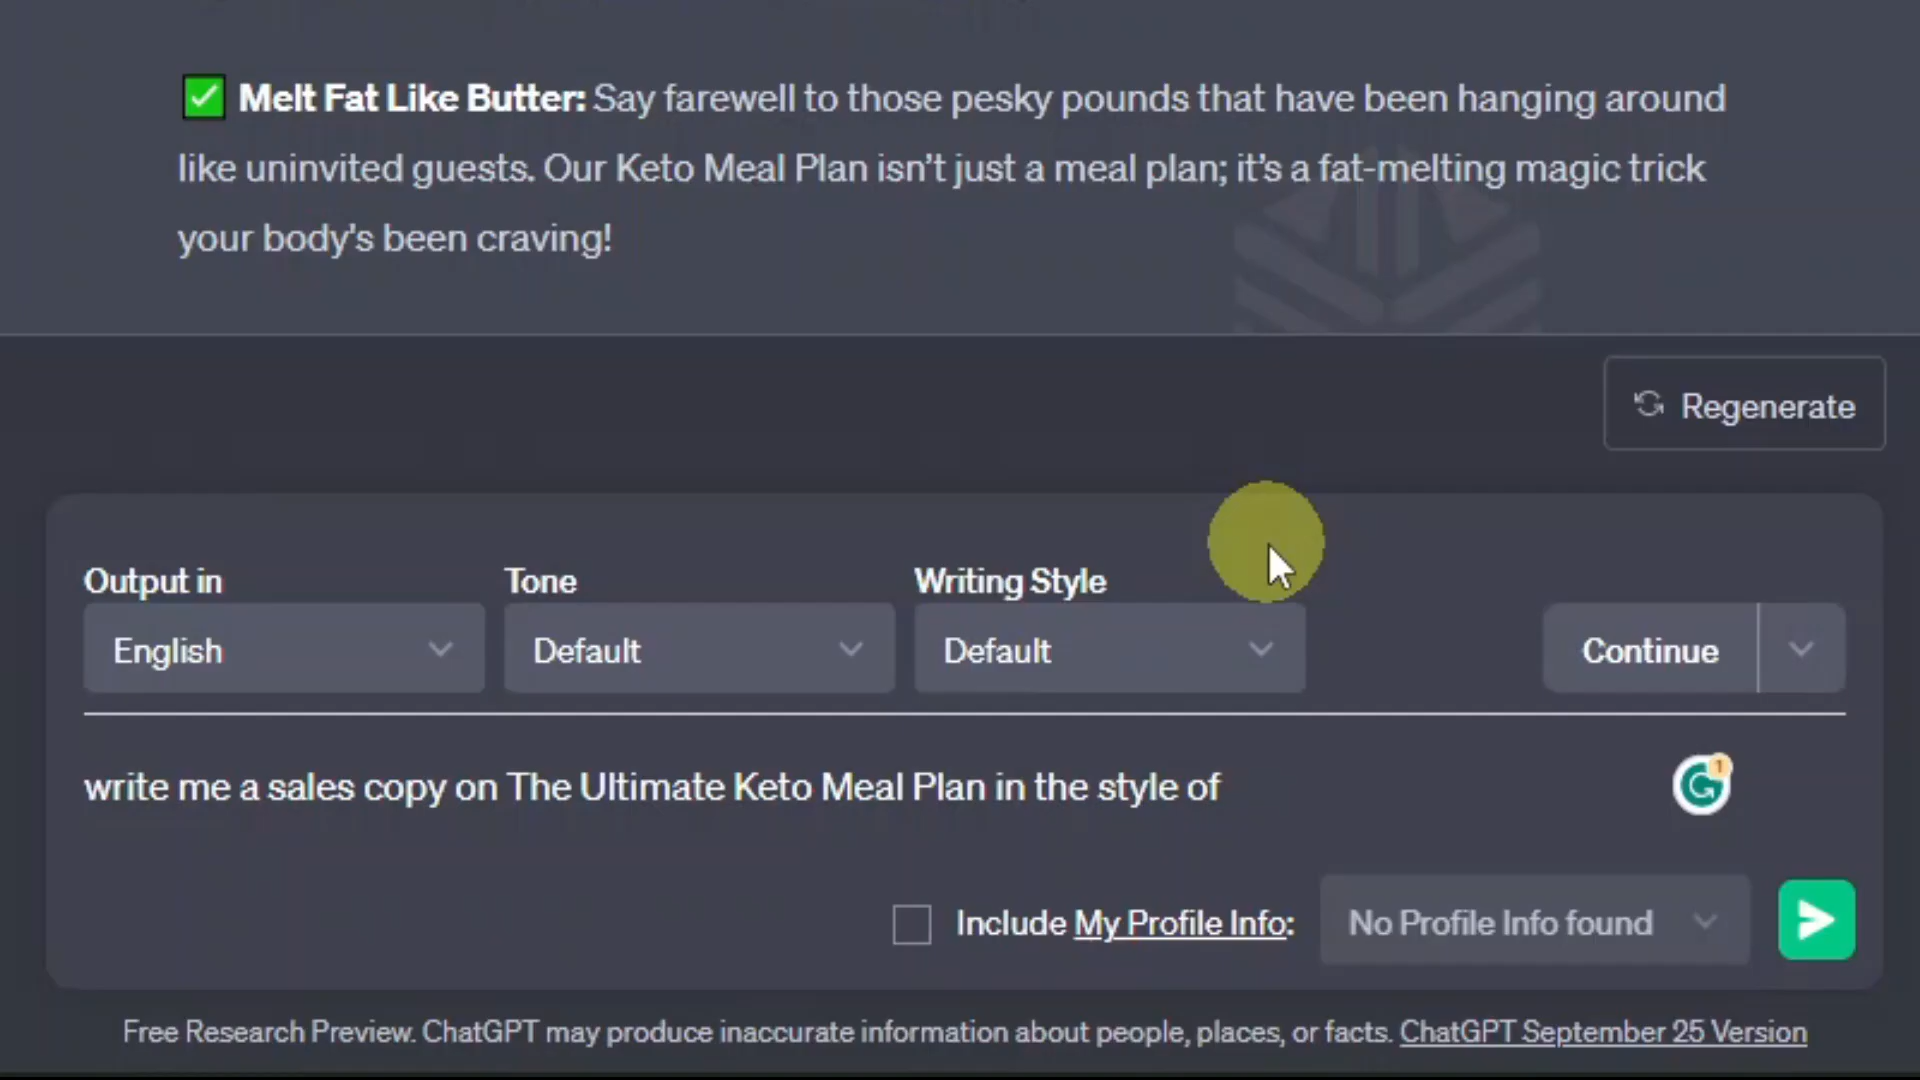 ✅ Melt Fat Like Butter: Say farewell to those pesky pounds that have been hanging around
like uninvited guests. Our Keto Meal Plan isn't just a meal plan; it's a fat-melting magic trick
your body's been craving!
Regenerate
Output in
Tone
Writing Style
English
Default
Default
Continue
write me a sales copy on The Ultimate Keto Meal Plan in the style of
1
Include My Profile Info:
No Profile Info found
Free Research Preview. ChatGPT may produce inaccurate information about people, places, or facts. ChatGPT September 25 Version